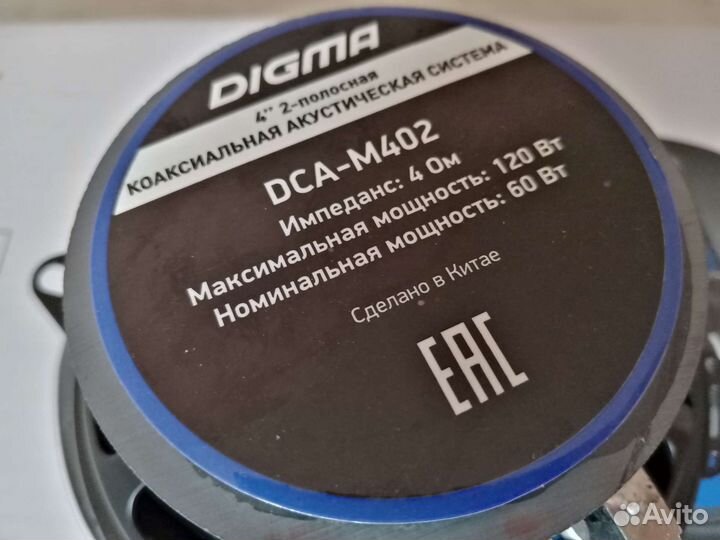 DIGMA
4'' 2-полосная
КОАКСИАЛЬНАЯ АКУСТИЧЕСКАЯ СИСТЕМА
DCA-M402
Импеданс: 4 Ом
Максимальная мощность: 120 Вт
Номинальная мощность: 60 Вт
Сделано в Китае
EAC
Avito